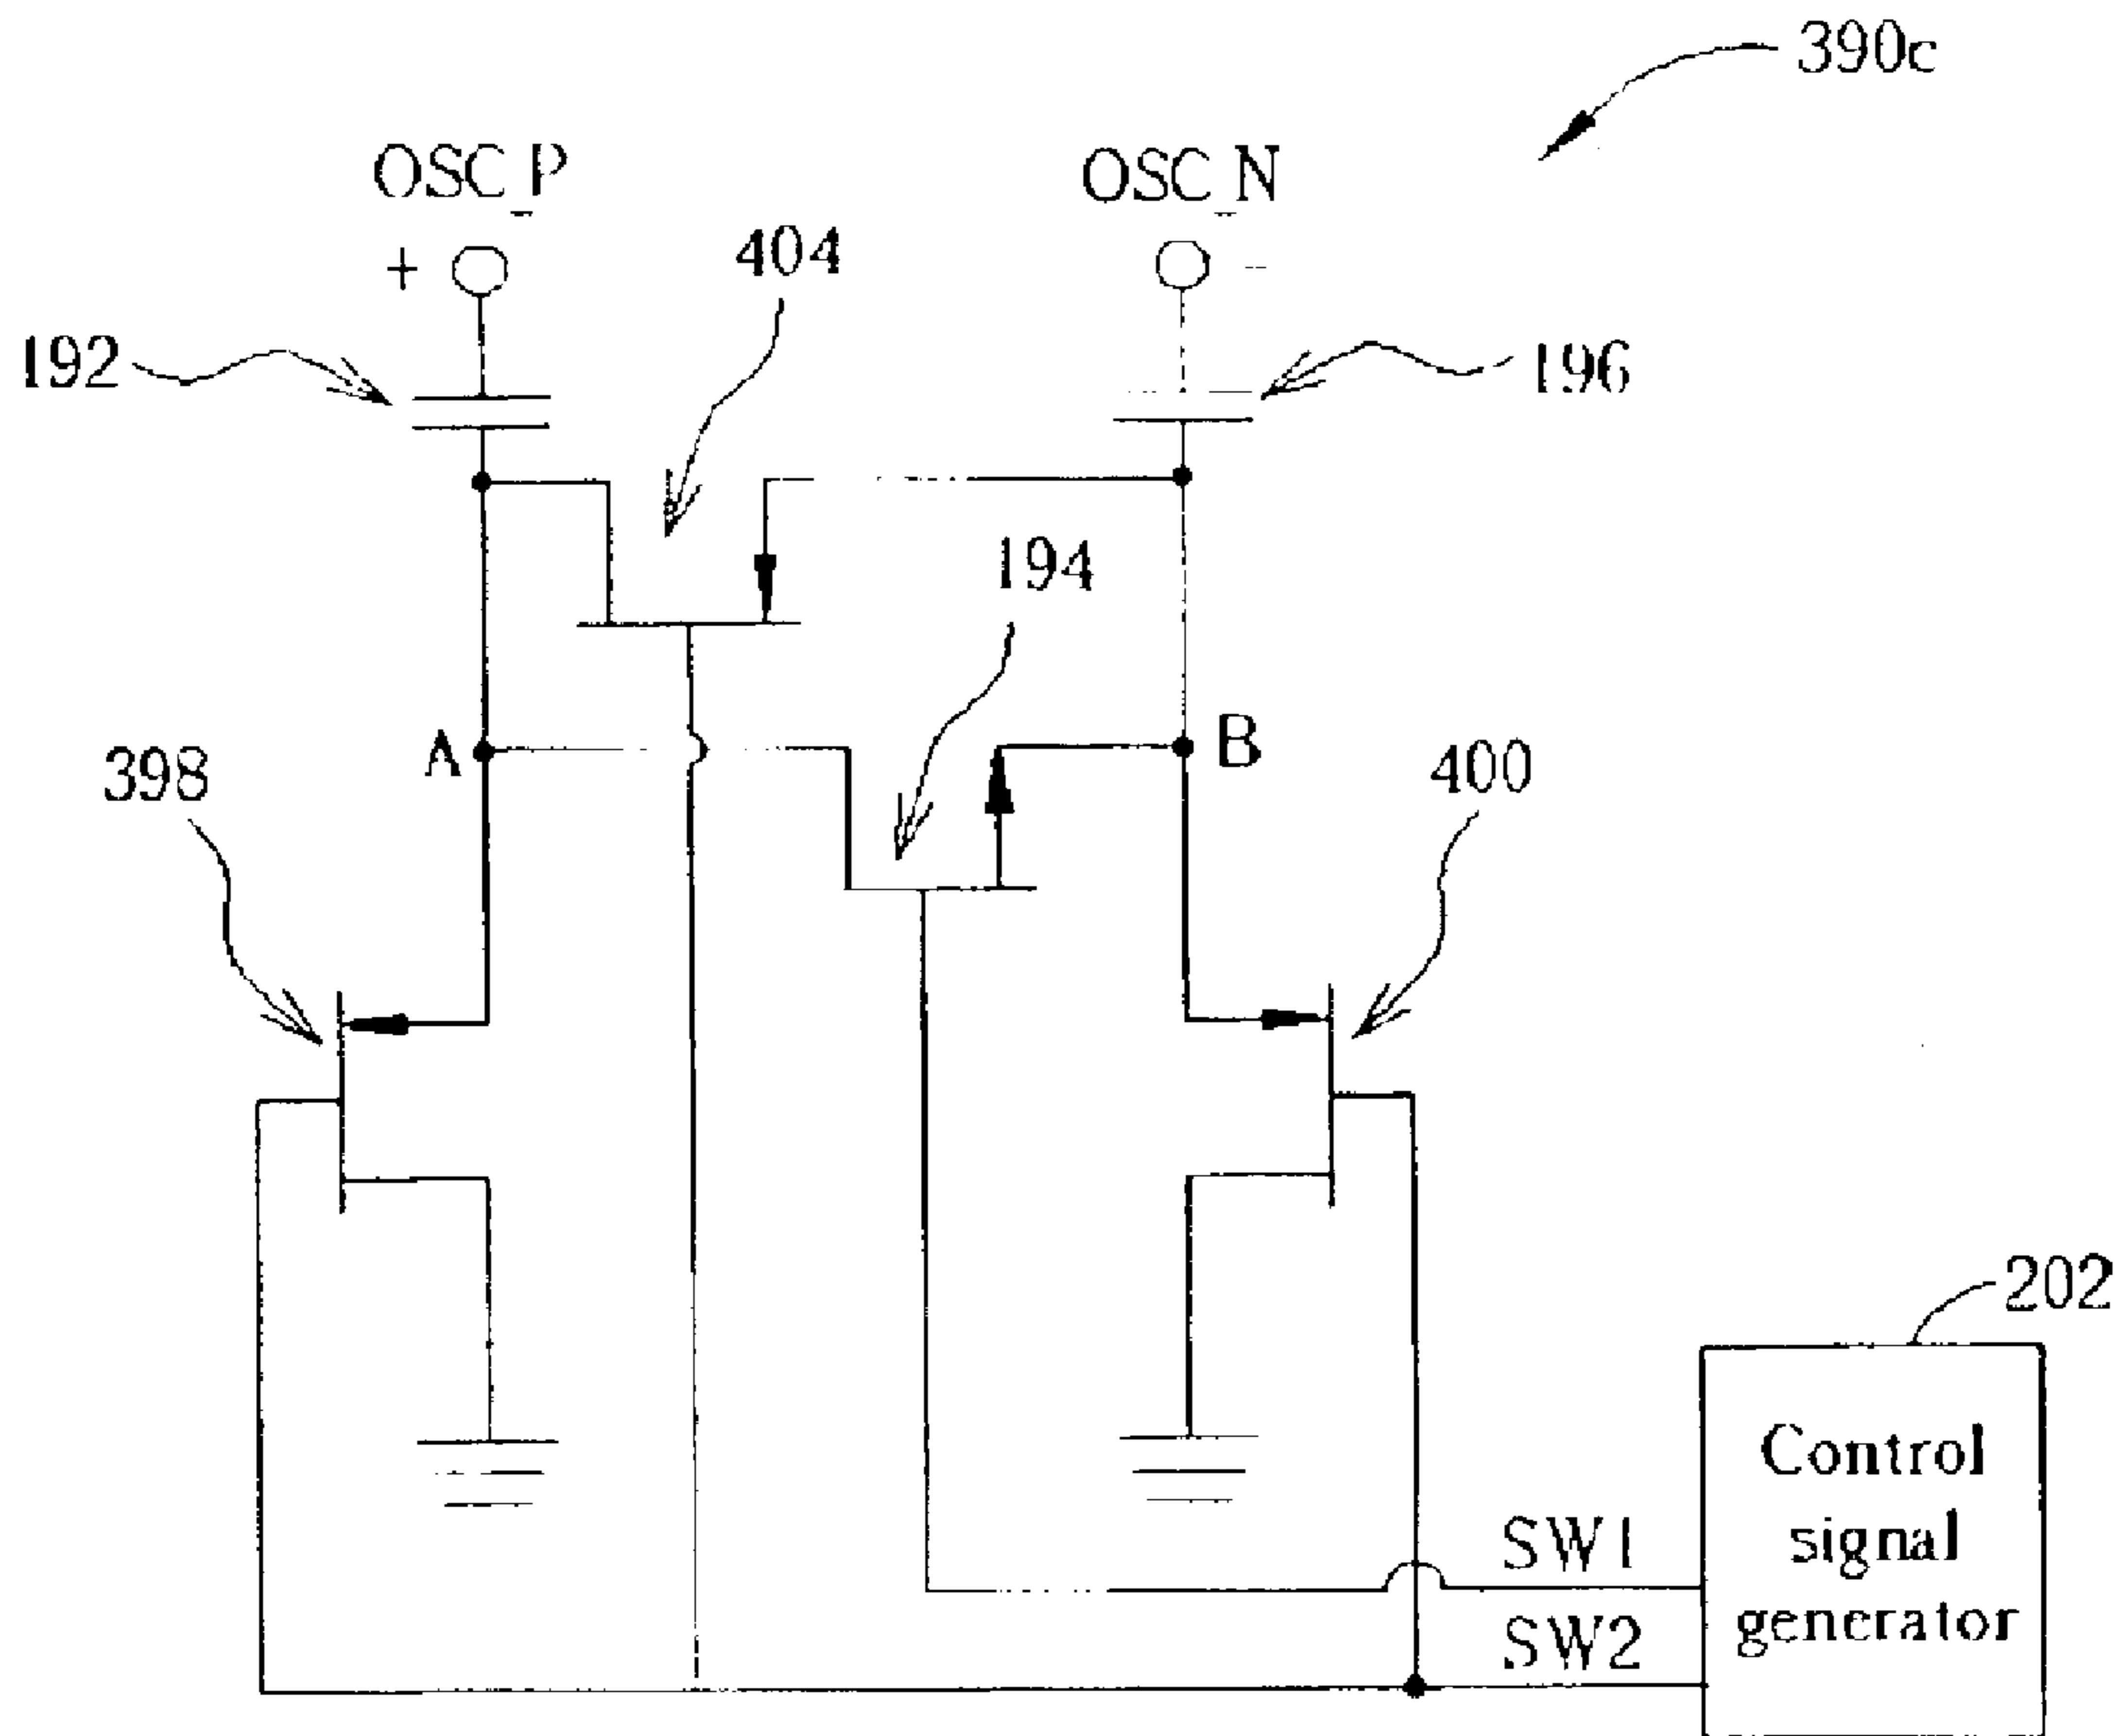 390c
OSC_P
OSC_N
+
-
404
192
196
194
A
B
398
400
202
Control
signal
generator
SW1
SW2